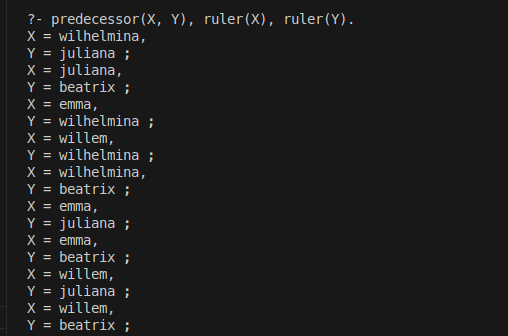 ?- predecessor(X, Y), ruler(X), ruler(Y).
X = wilhelmina,
Y = juliana ;
X = juliana,
Y = beatrix ;
X = emma,
Y = wilhelmina ;
X = willem,
Y = wilhelmina ;
X = wilhelmina,
Y = beatrix ;
X = emma,
Y = juliana ;
X = emma,
Y = beatrix ;
X = willem,
Y = juliana ;
X = willem,
Y = beatrix ;